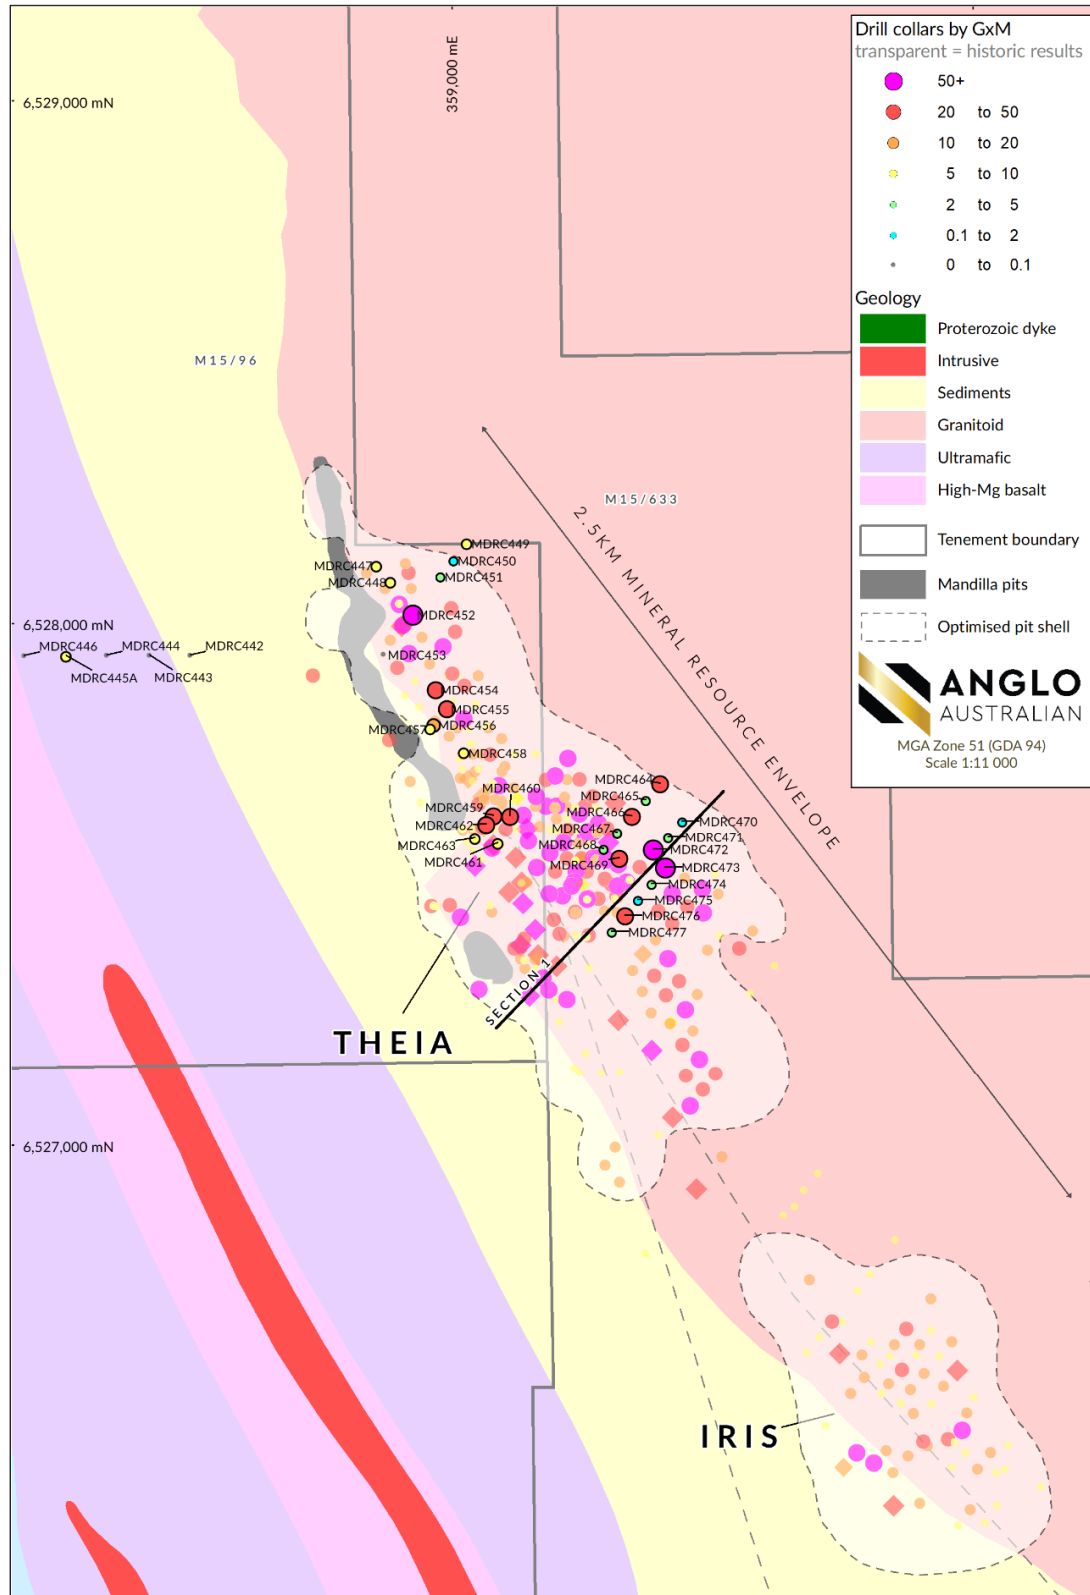 Drill collars by GxM
transparent = historic results
50+
20 to 50
10 to 20
5 to 10
2 to 5
0.1 to 2
0 to 0.1
Geology
Proterozoic dyke
Intrusive
Sediments
Granitoid
Ultramafic
High-Mg basalt
Tenement boundary
Mandilla pits
Optimised pit shell
ANGLO
AUSTRALIAN
MGA Zone 51 (GDA 94)
Scale 1:11 000
359,000 mE
6,529,000 mN
M15/96
M15/633
2.5KM MINERAL RESOURCE ENVELOPE
MDRC449
MDRC450
MDRC447
MDRC451
MDRC448
MDRC452
6,528,000 mN
MDRC446
MDRC444
MDRC442
MDRC453
MDRC445A
MDRC443
MDRC454
MDRC455
MDRC456
MDRC457
MDRC458
MDRC464
MDRC460
MDRC465
MDRC459
MDRC466
MDRC470
MDRC462
MDRC467
MDRC471
MDRC463
MDRC468
MDRC472
MDRC461
MDRC469
MDRC473
MDRC474
MDRC475
MDRC476
MDRC477
SECTION 1
THEIA
6,527,000 mN
IRIS